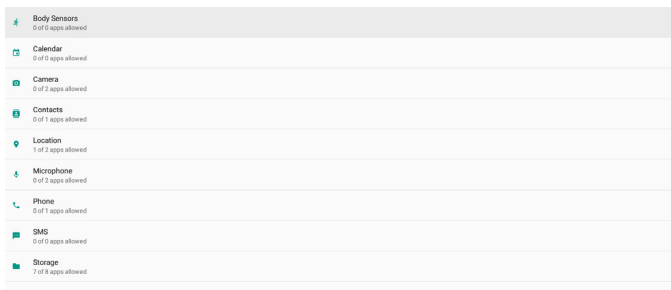 Body Sensors
0 of 0 apps allowed
Calendar
0 of 0 apps allowed
Camera
0 of 2 apps allowed
Contacts
0 of 1 apps allowed
Location
1 of 2 apps allowed
Microphone
0 of 2 apps allowed
Phone
0 of 1 apps allowed
SMS
0 of 0 apps allowed
Storage
7 of 8 apps allowed